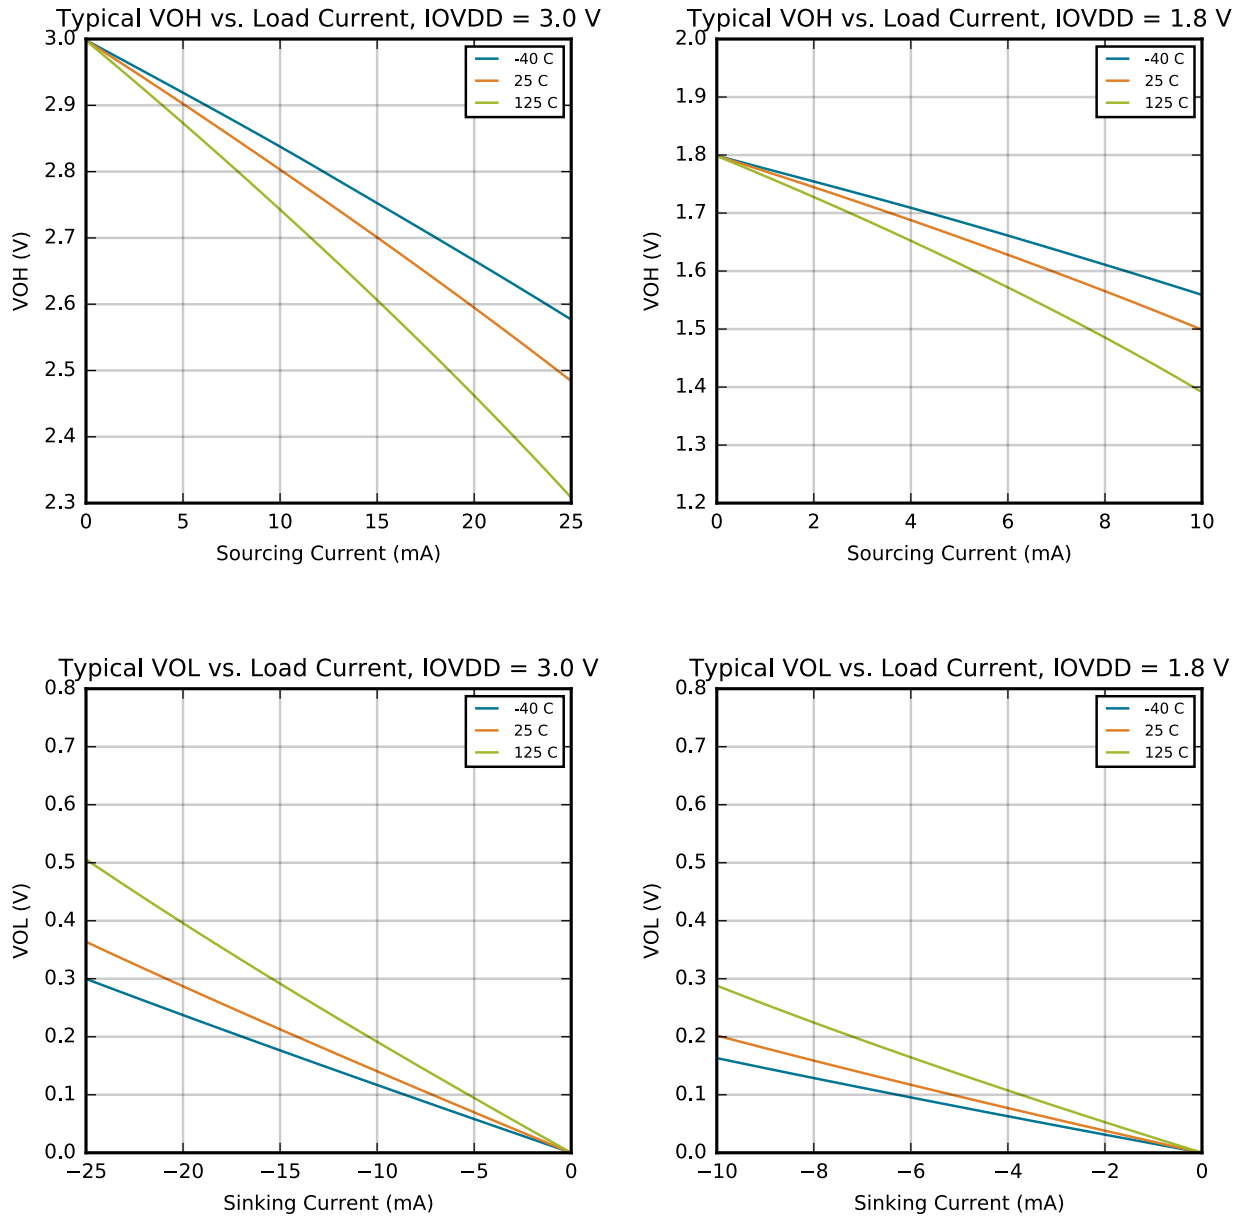 Typical VOH vs. Load Current, IOVDD = 3.0 V
3.0
2.9
2.8
2.7
2.6
2.5
2.4
2.3
VOH (V)
-40 C
25 C
125 C
0 5 10 15 20 25
Sourcing Current (mA)
Typical VOH vs. Load Current, IOVDD = 1.8 V
2.0
1.9
1.8
1.7
1.6
1.5
1.4
1.3
1.2
VOH (V)
-40 C
25 C
125 C
0 2 4 6 8 10
Sourcing Current (mA)
Typical VOL vs. Load Current, IOVDD = 3.0 V
0.8
0.7
0.6
0.5
0.4
0.3
0.2
0.1
0.0
VOL (V)
-40 C
25 C
125 C
−25 −20 −15 −10 −5 0
Sinking Current (mA)
Typical VOL vs. Load Current, IOVDD = 1.8 V
0.8
0.7
0.6
0.5
0.4
0.3
0.2
0.1
0.0
VOL (V)
-40 C
25 C
125 C
−10 −8 −6 −4 −2 0
Sinking Current (mA)